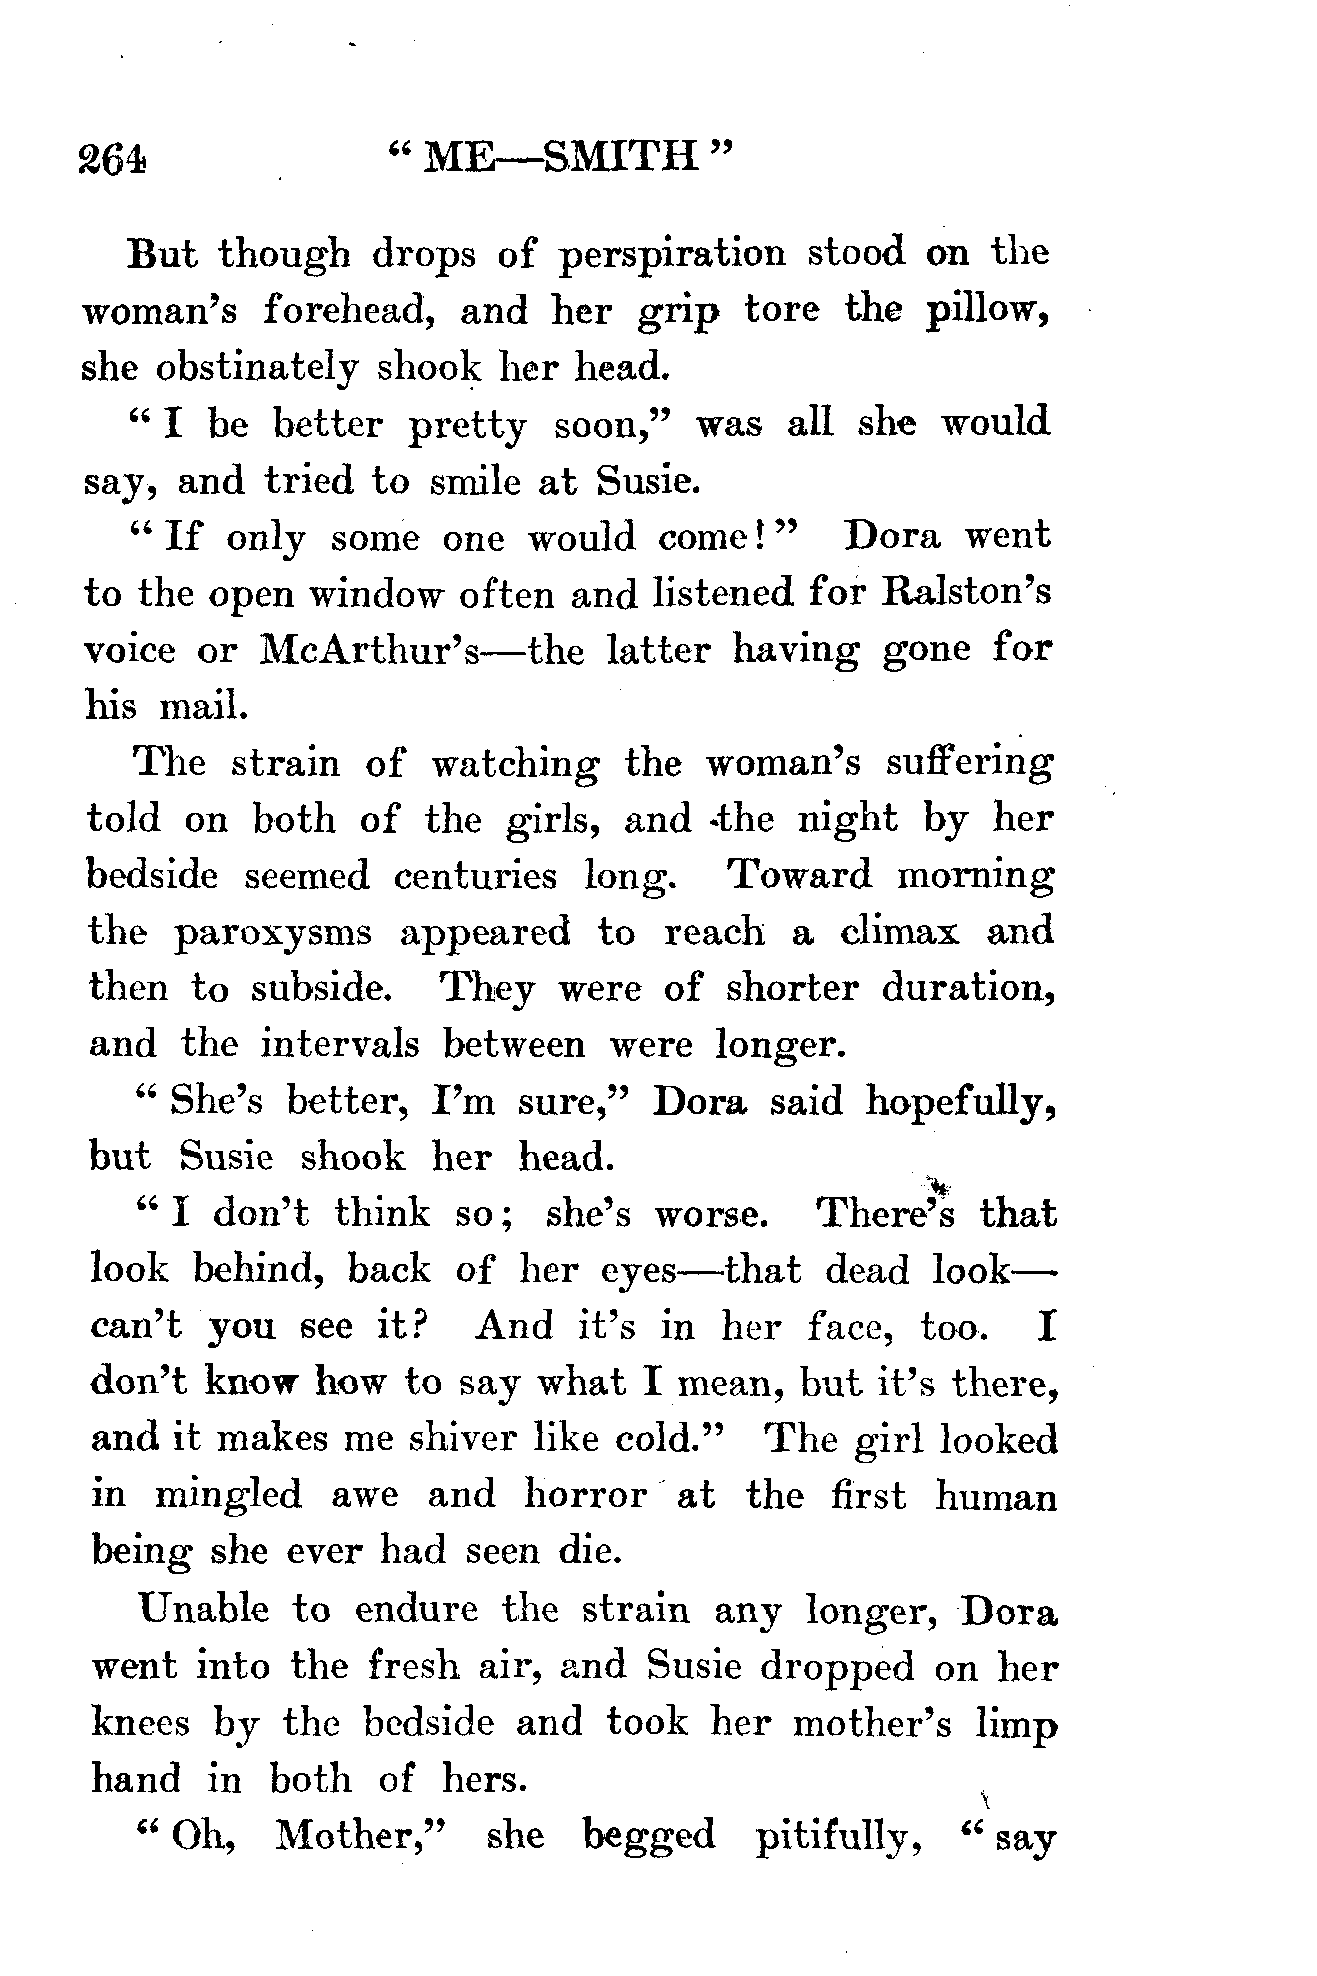 264 “ ME—SMITH ”
But though drops of perspiration stood on the
woman’s forehead, and her grip tore the pillow,
she obstinately shook her head.
“ I be better pretty soon,” was all she would
say, and tried to smile at Susie.
“ If only some one would come! ” Dora went
to the open window often and listened for Ralston’s
voice or McArthur’s—the latter having gone for
his mail.
The strain of watching the woman’s suffering
told on both of the girls, and the night by her
bedside seemed centuries long. Toward morning
the paroxysms appeared to reach a climax and
then to subside. They were of shorter duration,
and the intervals between were longer.
“ She’s better, I’m sure,” Dora said hopefully,
but Susie shook her head.
“ I don’t think so; she’s worse. There’s that
look behind, back of her eyes—that dead look—
can’t you see it? And it’s in her face, too. I
don’t know how to say what I mean, but it’s there,
and it makes me shiver like cold.” The girl looked
in mingled awe and horror at the first human
being she ever had seen die.
Unable to endure the strain any longer, Dora
went into the fresh air, and Susie dropped on her
knees by the bedside and took her mother’s limp
hand in both of hers.
“ Oh, Mother,” she begged pitifully, “ say